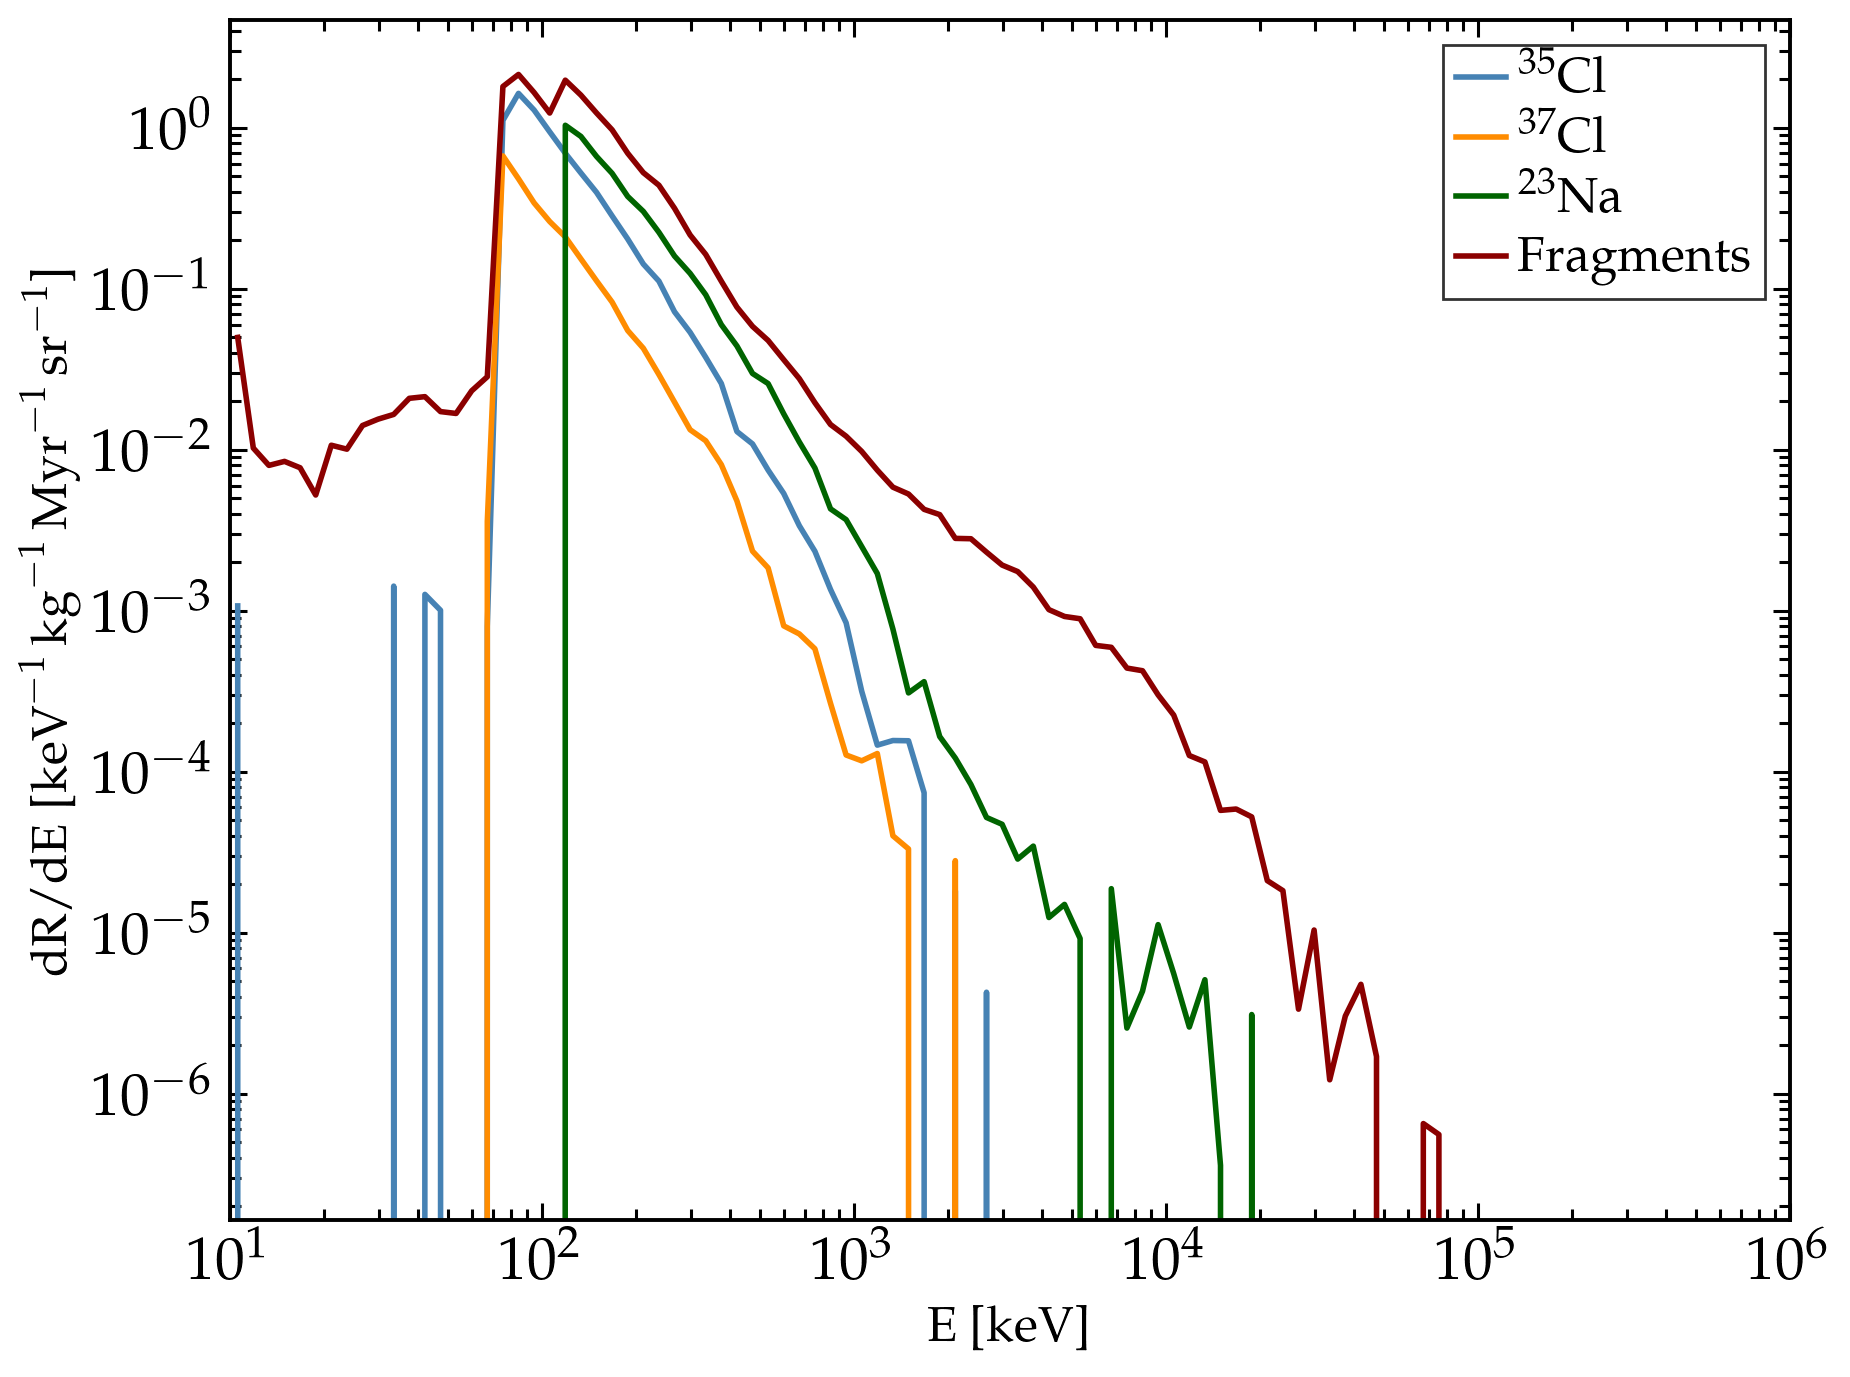 ³⁵Cl
³⁷Cl
²³Na
Fragments
10⁰
10⁻¹
10⁻²
10⁻³
10⁻⁴
10⁻⁵
10⁻⁶
dR/dE [keV⁻¹ kg⁻¹ Myr⁻¹ sr⁻¹]
10¹ 10² 10³ 10⁴ 10⁵ 10⁶
E [keV]